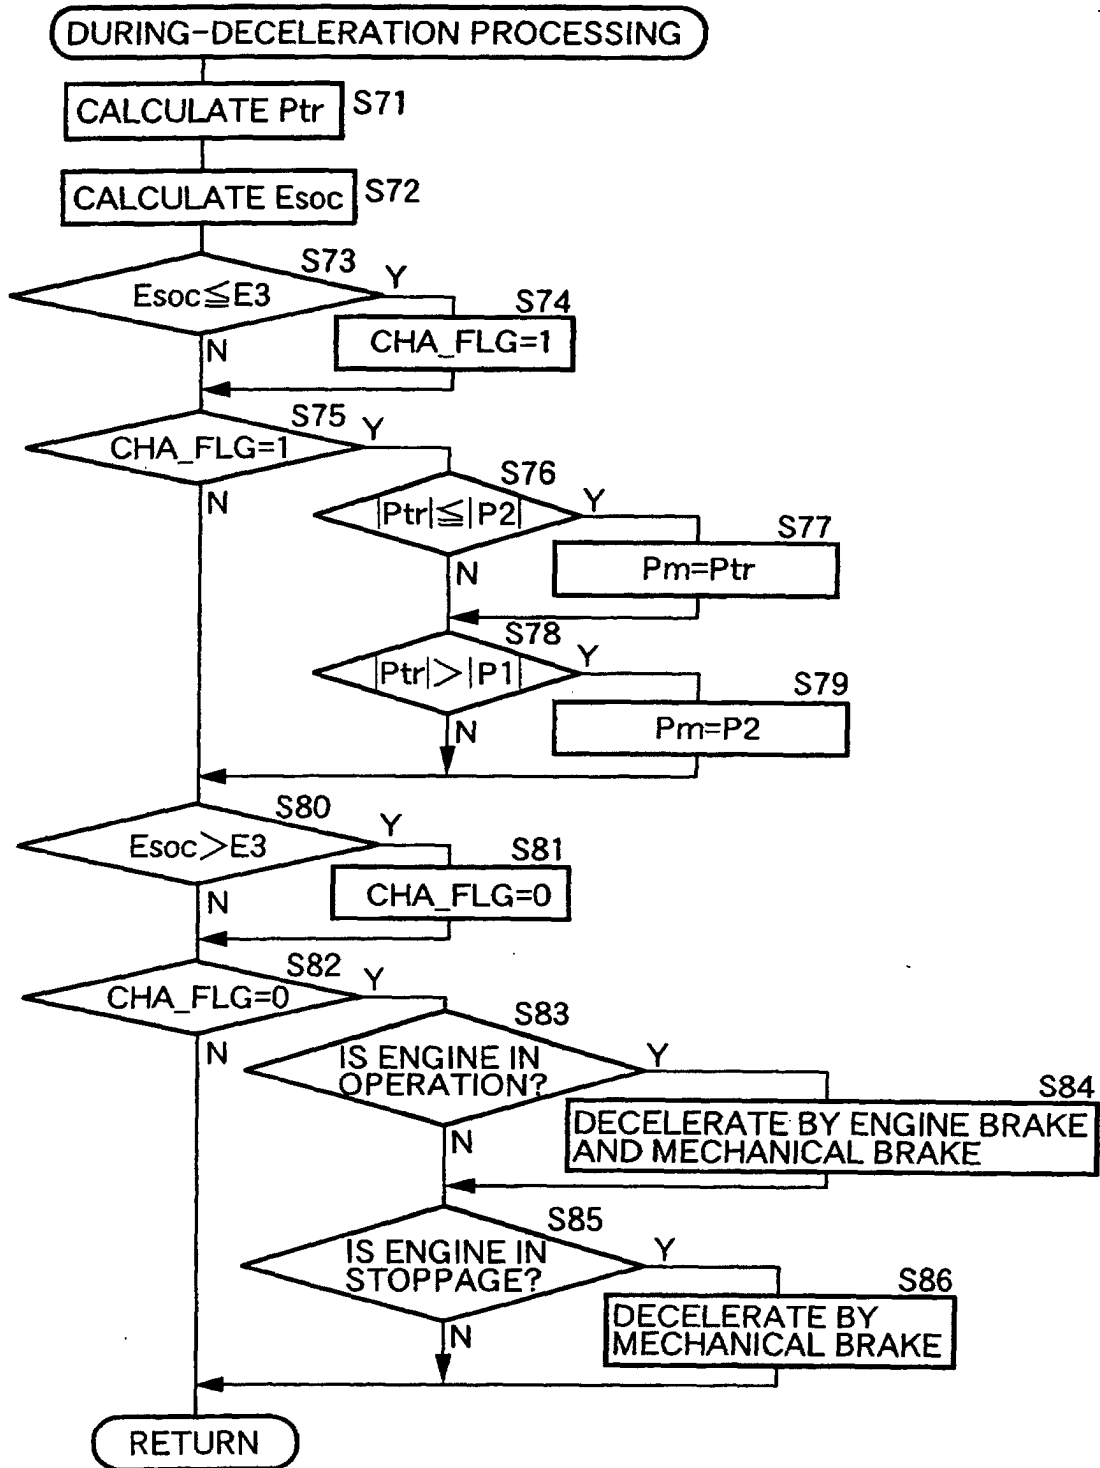 DURING-DECELERATION PROCESSING
CALCULATE Ptr
S71
CALCULATE Esoc
S72
S73
Esoc≦E3
Y
N
S74
CHA_FLG=1
S75
CHA_FLG=1
Y
N
S76
|Ptr|≦|P2|
Y
N
S77
Pm=Ptr
S78
|Ptr|>|P1|
Y
N
S79
Pm=P2
S80
Esoc>E3
Y
N
S81
CHA_FLG=0
S82
CHA_FLG=0
Y
N
S83
IS ENGINE IN
OPERATION?
Y
N
S84
DECELERATE BY ENGINE BRAKE
AND MECHANICAL BRAKE
S85
IS ENGINE IN
STOPPAGE?
Y
N
S86
DECELERATE BY
MECHANICAL BRAKE
RETURN